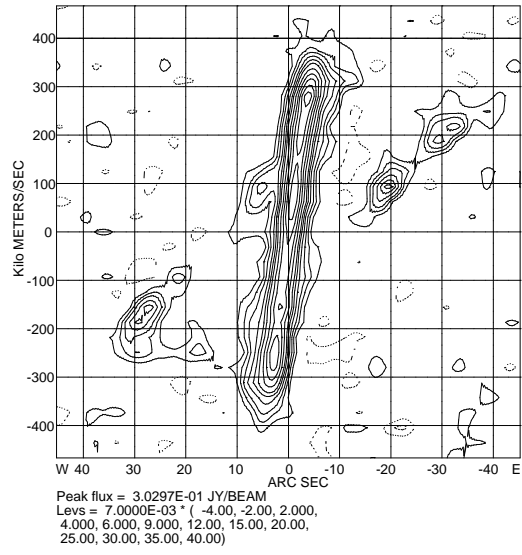 400
300
200
100
0
-100
-200
-300
-400
Kilo METERS/SEC
W 40 30 20 10 0 -10 -20 -30 -40 E
ARC SEC
Peak flux = 3.0297E-01 JY/BEAM
Levs = 7.0000E-03 * ( -4.00, -2.00, 2.000,
4.000, 6.000, 9.000, 12.00, 15.00, 20.00,
25.00, 30.00, 35.00, 40.00)